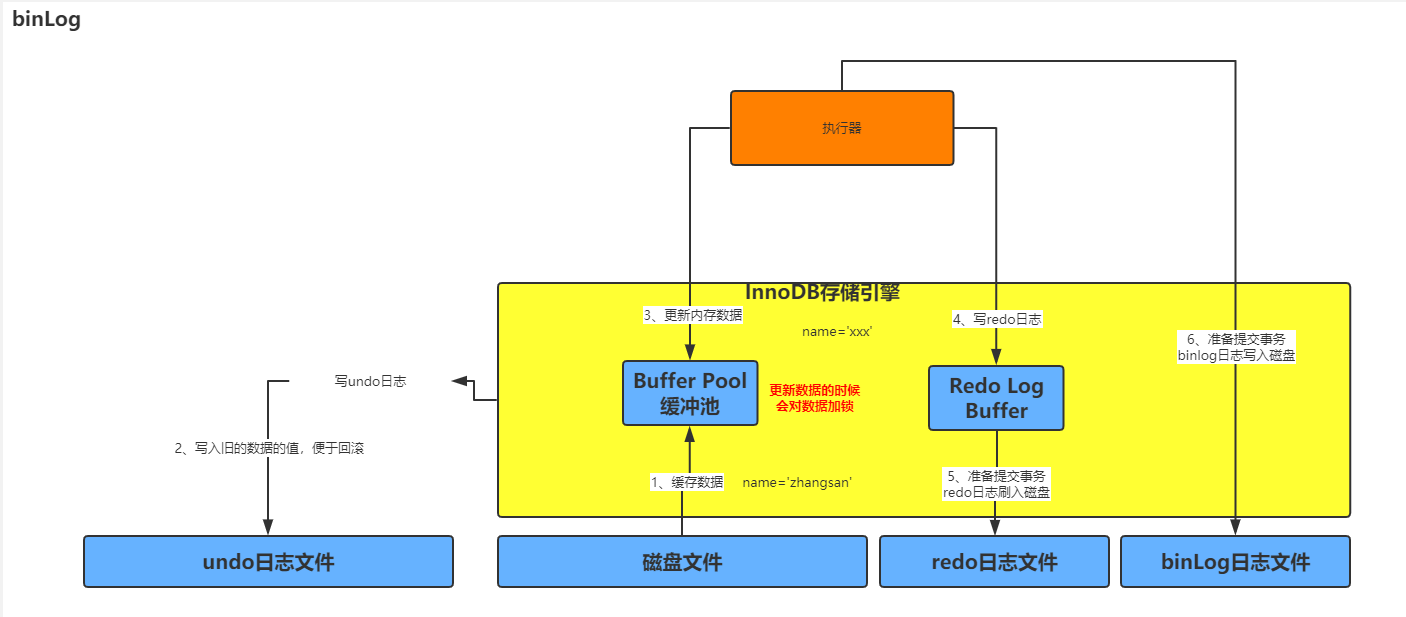 binLog
执行器
InnoDB存储引擎
3、更新内存数据
name='xxx'
4、写redo日志
6、准备提交事务
binlog日志写入磁盘
写undo日志
Buffer Pool
缓冲池
更新数据的时候
会对数据加锁
Redo Log
Buffer
2、写入旧的数据的值，便于回滚
1、缓存数据
name='zhangsan'
5、准备提交事务
redo日志刷入磁盘
undo日志文件
磁盘文件
redo日志文件
binLog日志文件